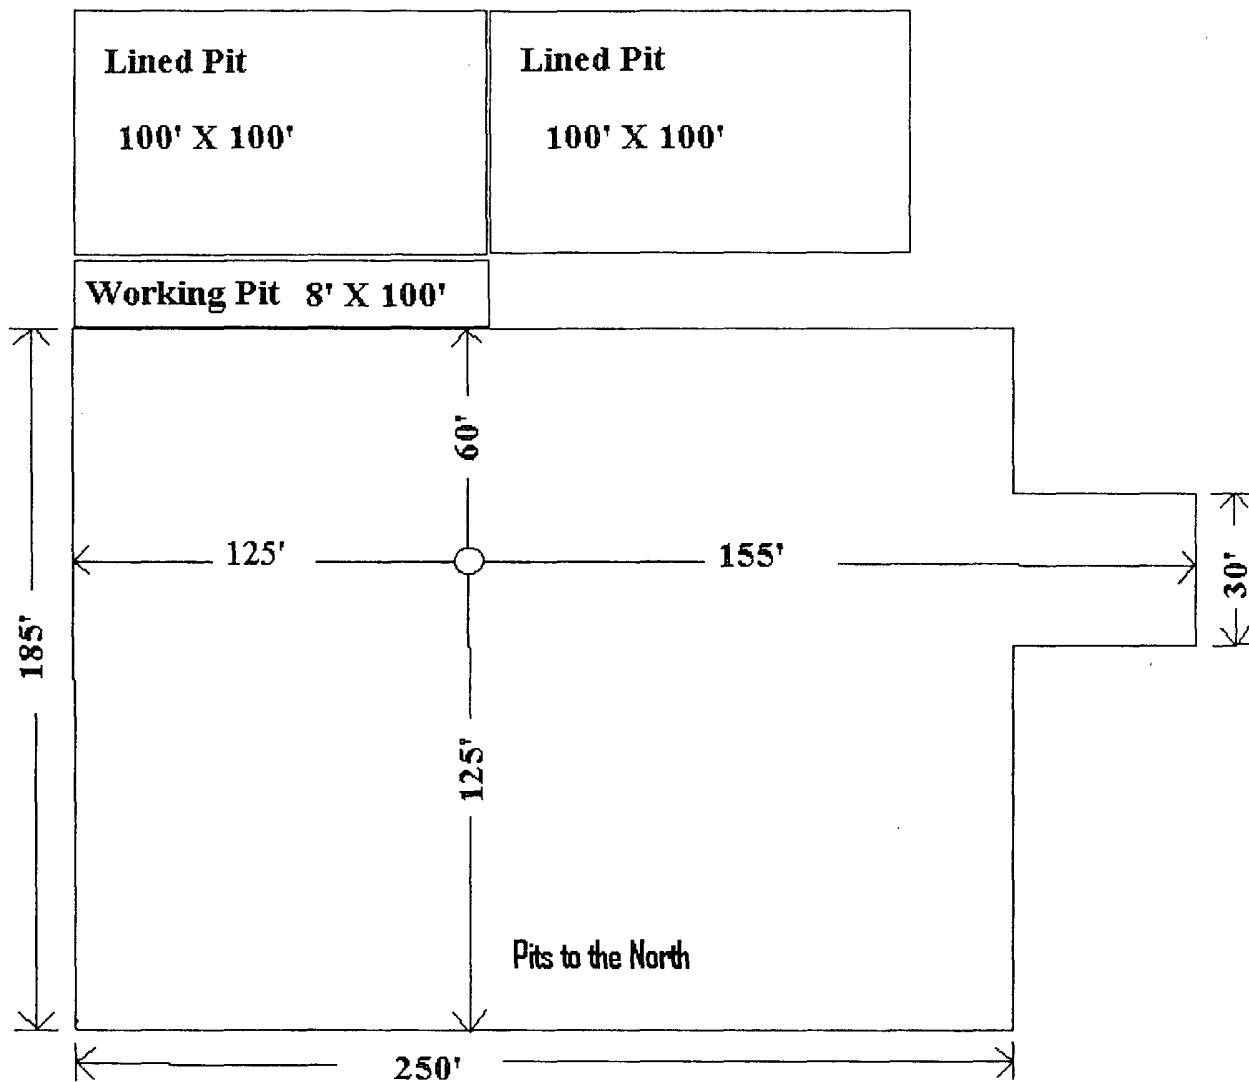 Lined Pit
100' X 100'
Lined Pit
100' X 100'
Working Pit 8' X 100'
60'
125'
155'
30'
185'
125'
Pits to the North
250'